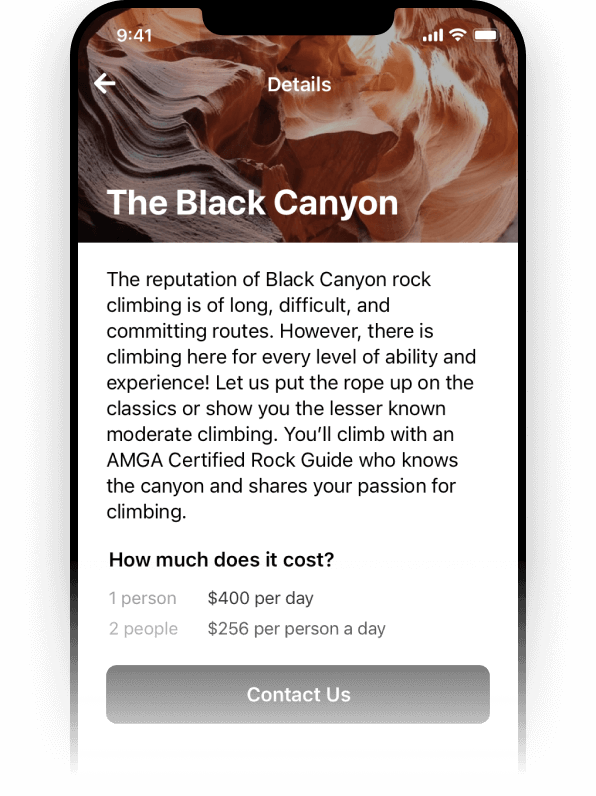 9:41
Details
The Black Canyon
The reputation of Black Canyon rock
climbing is of long, difficult, and
committing routes. However, there is
climbing here for every level of ability and
experience! Let us put the rope up on the
classics or show you the lesser known
moderate climbing. You’ll climb with an
AMGA Certified Rock Guide who knows
the canyon and shares your passion for
climbing.
How much does it cost?
1 person $400 per day
2 people $256 per person a day
Contact Us